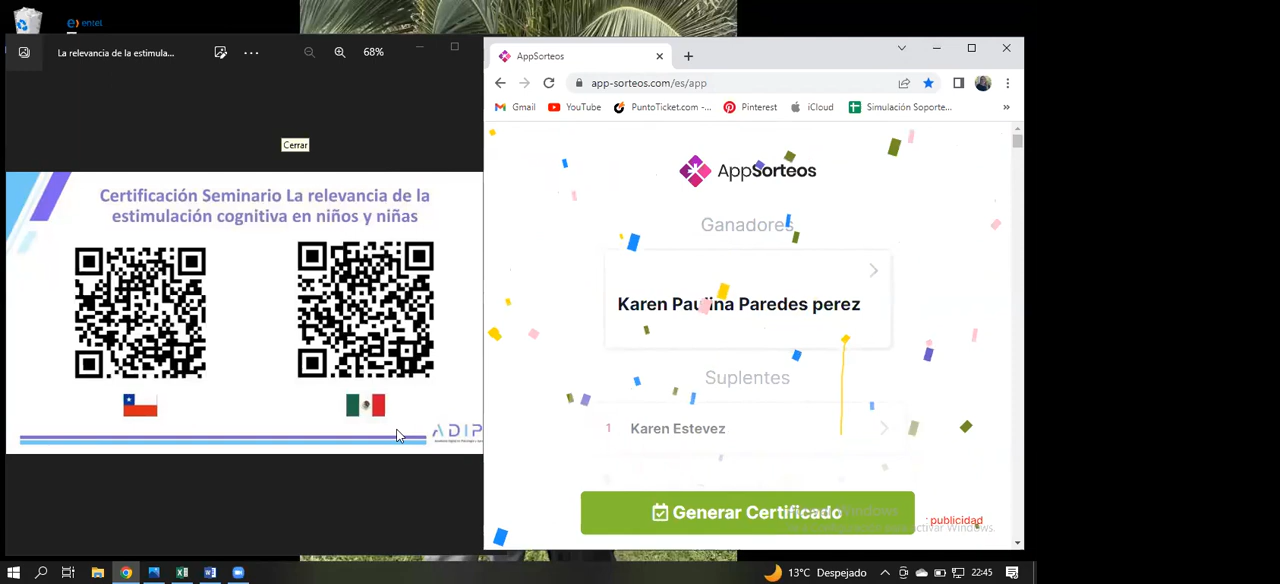 entel
La relevancia de la estimula...
68%
Cerrar
Certificación Seminario La relevancia de la
estimulación cognitiva en niños y niñas
ADIP
AppSorteos
app-sorteos.com/es/app
Gmail
YouTube
PuntoTicket.com -...
Pinterest
iCloud
Simulación Soporte...
»
AppSorteos
Ganadores
Karen Paulina Paredes perez
Suplentes
1 Karen Estevez
Generar Certificado
publicidad
13°C Despejado
22:45